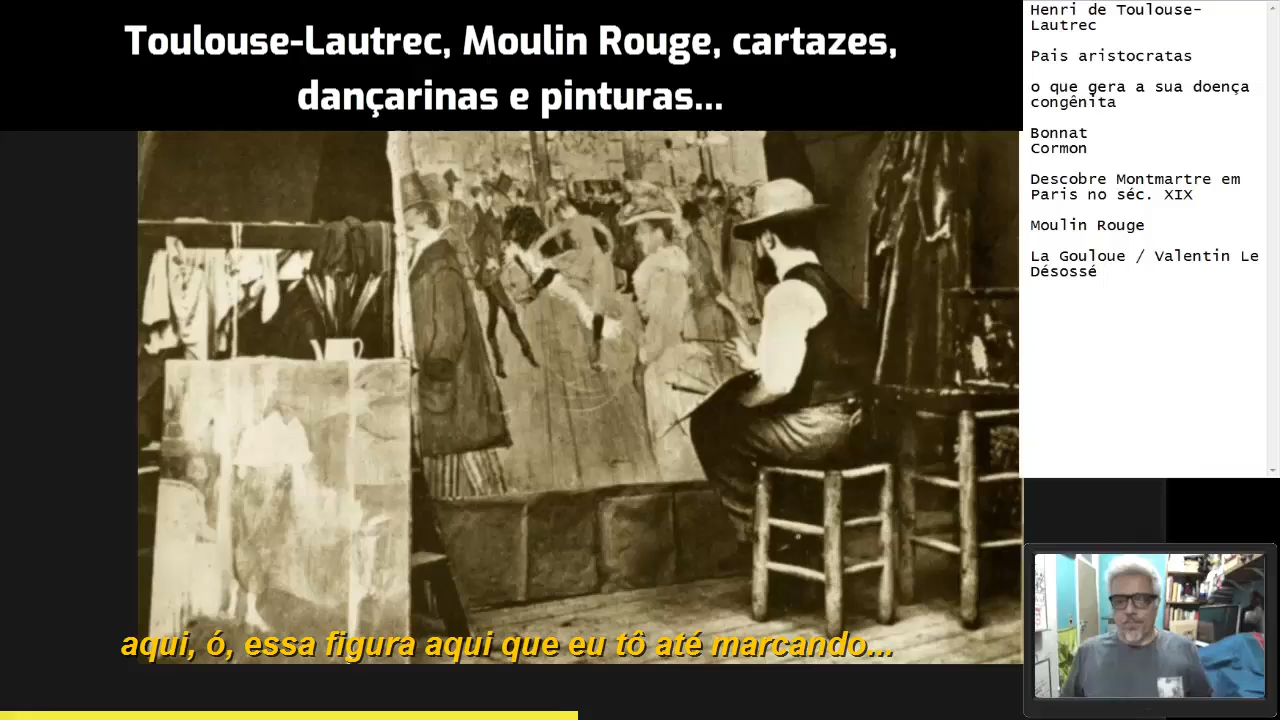 Toulouse-Lautrec, Moulin Rouge, cartazes,
dançarinas e pinturas...
Henri de Toulouse-
Lautrec
Pais aristocratas
o que gera a sua doença
congênita
Bonnat
Cormon
Descobre Montmartre em
Paris no séc. XIX
Moulin Rouge
La Gouloue / Valentin Le
Désossé
aqui, ó, essa figura aqui que eu tô até marcando...